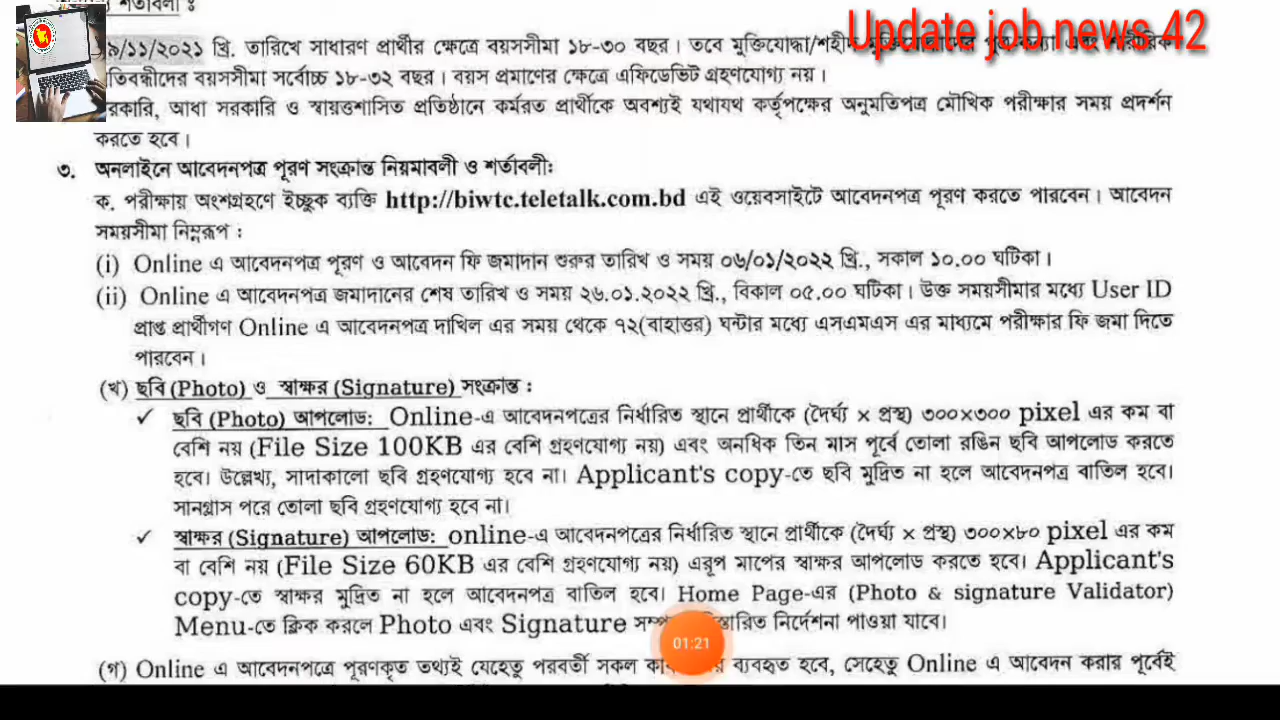 শর্তাবলী :
Update job news 42
৯/১১/২০২১ খ্রি. তারিখে সাধারণ প্রার্থীর ক্ষেত্রে বয়সসীমা ১৮-৩০ বছর। তবে মুক্তিযোদ্ধা/শহীদ
বয়সসীমা সর্বোচ্চ ১৮-৩২ বছর। বয়স প্রমাণের ক্ষেত্রে এফিডেভিট গ্রহণযোগ্য নয়।
আধা সরকারি ও স্বায়ত্তশাসিত প্রতিষ্ঠানে কর্মরত প্রার্থীকে অবশ্যই যথাযথ কর্তৃপক্ষের অনুমতিপত্র মৌখিক পরীক্ষার সময় প্রদর্শন
করতে হবে।
৩. অনলাইনে আবেদনপত্র পূরণ সংক্রান্ত নিয়মাবলী ও শর্তাবলীঃ
ক. পরীক্ষায় অংশগ্রহণে ইচ্ছুক ব্যক্তি http://biwtc.teletalk.com.bd এই ওয়েবসাইটে আবেদনপত্র পূরণ করতে পারবেন। আবেদন
সময়সীমা নিম্নরূপ :
(i) Online এ আবেদনপত্র পূরণ ও আবেদন ফি জমাদান শুরুর তারিখ ও সময় ০৬/০১/২০২২ খ্রি., সকাল ১০.০০ ঘটিকা।
(ii) Online এ আবেদনপত্র জমাদানের শেষ তারিখ ও সময় ২৬.০১.২০২২ খ্রি., বিকাল ০৫.০০ ঘটিকা। উক্ত সময়সীমার মধ্যে User ID
প্রাপ্ত প্রার্থীগণ Online এ আবেদনপত্র দাখিল এর সময় থেকে ৭২(বাহাত্তর) ঘন্টার মধ্যে এসএমএস এর মাধ্যমে পরীক্ষার ফি জমা দিতে
পারবেন।
(খ) ছবি (Photo) ও স্বাক্ষর (Signature) সংক্রান্ত :
✓ ছবি (Photo) আপলোড: Online-এ আবেদনপত্রের নির্ধারিত স্থানে প্রার্থীকে (দৈর্ঘ্য × প্রস্থ) ৩০০×৩০০ pixel এর কম বা
বেশি নয় (File Size 100KB এর বেশি গ্রহণযোগ্য নয়) এবং অনধিক তিন মাস পূর্বে তোলা রঙিন ছবি আপলোড করতে
হবে। উল্লেখ্য, সাদাকালো ছবি গ্রহণযোগ্য হবে না। Applicant's copy-তে ছবি মুদ্রিত না হলে আবেদনপত্র বাতিল হবে।
সানগ্লাস পরে তোলা ছবি গ্রহণযোগ্য হবে না।
✓ স্বাক্ষর (Signature) আপলোড: online-এ আবেদনপত্রের নির্ধারিত স্থানে প্রার্থীকে (দৈর্ঘ্য × প্রস্থ) ৩০০×৮০ pixel এর কম
বা বেশি নয় (File Size 60KB এর বেশি গ্রহণযোগ্য নয়) এরূপ মাপের স্বাক্ষর আপলোড করতে হবে। Applicant's
copy-তে স্বাক্ষর মুদ্রিত না হলে আবেদনপত্র বাতিল হবে। Home Page-এর (Photo & signature Validator)
Menu-তে ক্লিক করলে Photo এবং Signature নির্দেশনা পাওয়া যাবে।
01:21
(গ) Online এ আবেদনপত্রে পূরণকৃত তথ্যই যেহেতু পরবর্তী সকল ব্যবহৃত হবে, সেহেতু Online এ আবেদন করার পূর্বেই